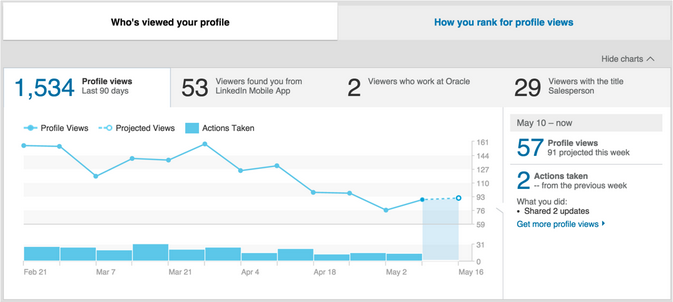 Who's viewed your profile
How you rank for profile views
Hide charts
1,534 Profile views
Last 90 days
53 Viewers found you from
LinkedIn Mobile App
2 Viewers who work at Oracle
29 Viewers with the title
Salesperson
Profile Views
Projected Views
Actions Taken
161
144
127
110
93
76
59
31
0
Feb 21
Mar 7
Mar 21
Apr 4
Apr 18
May 2
May 16
May 10 – now
57 Profile views
91 projected this week
2 Actions taken
-- from the previous week
What you did:
• Shared 2 updates
Get more profile views